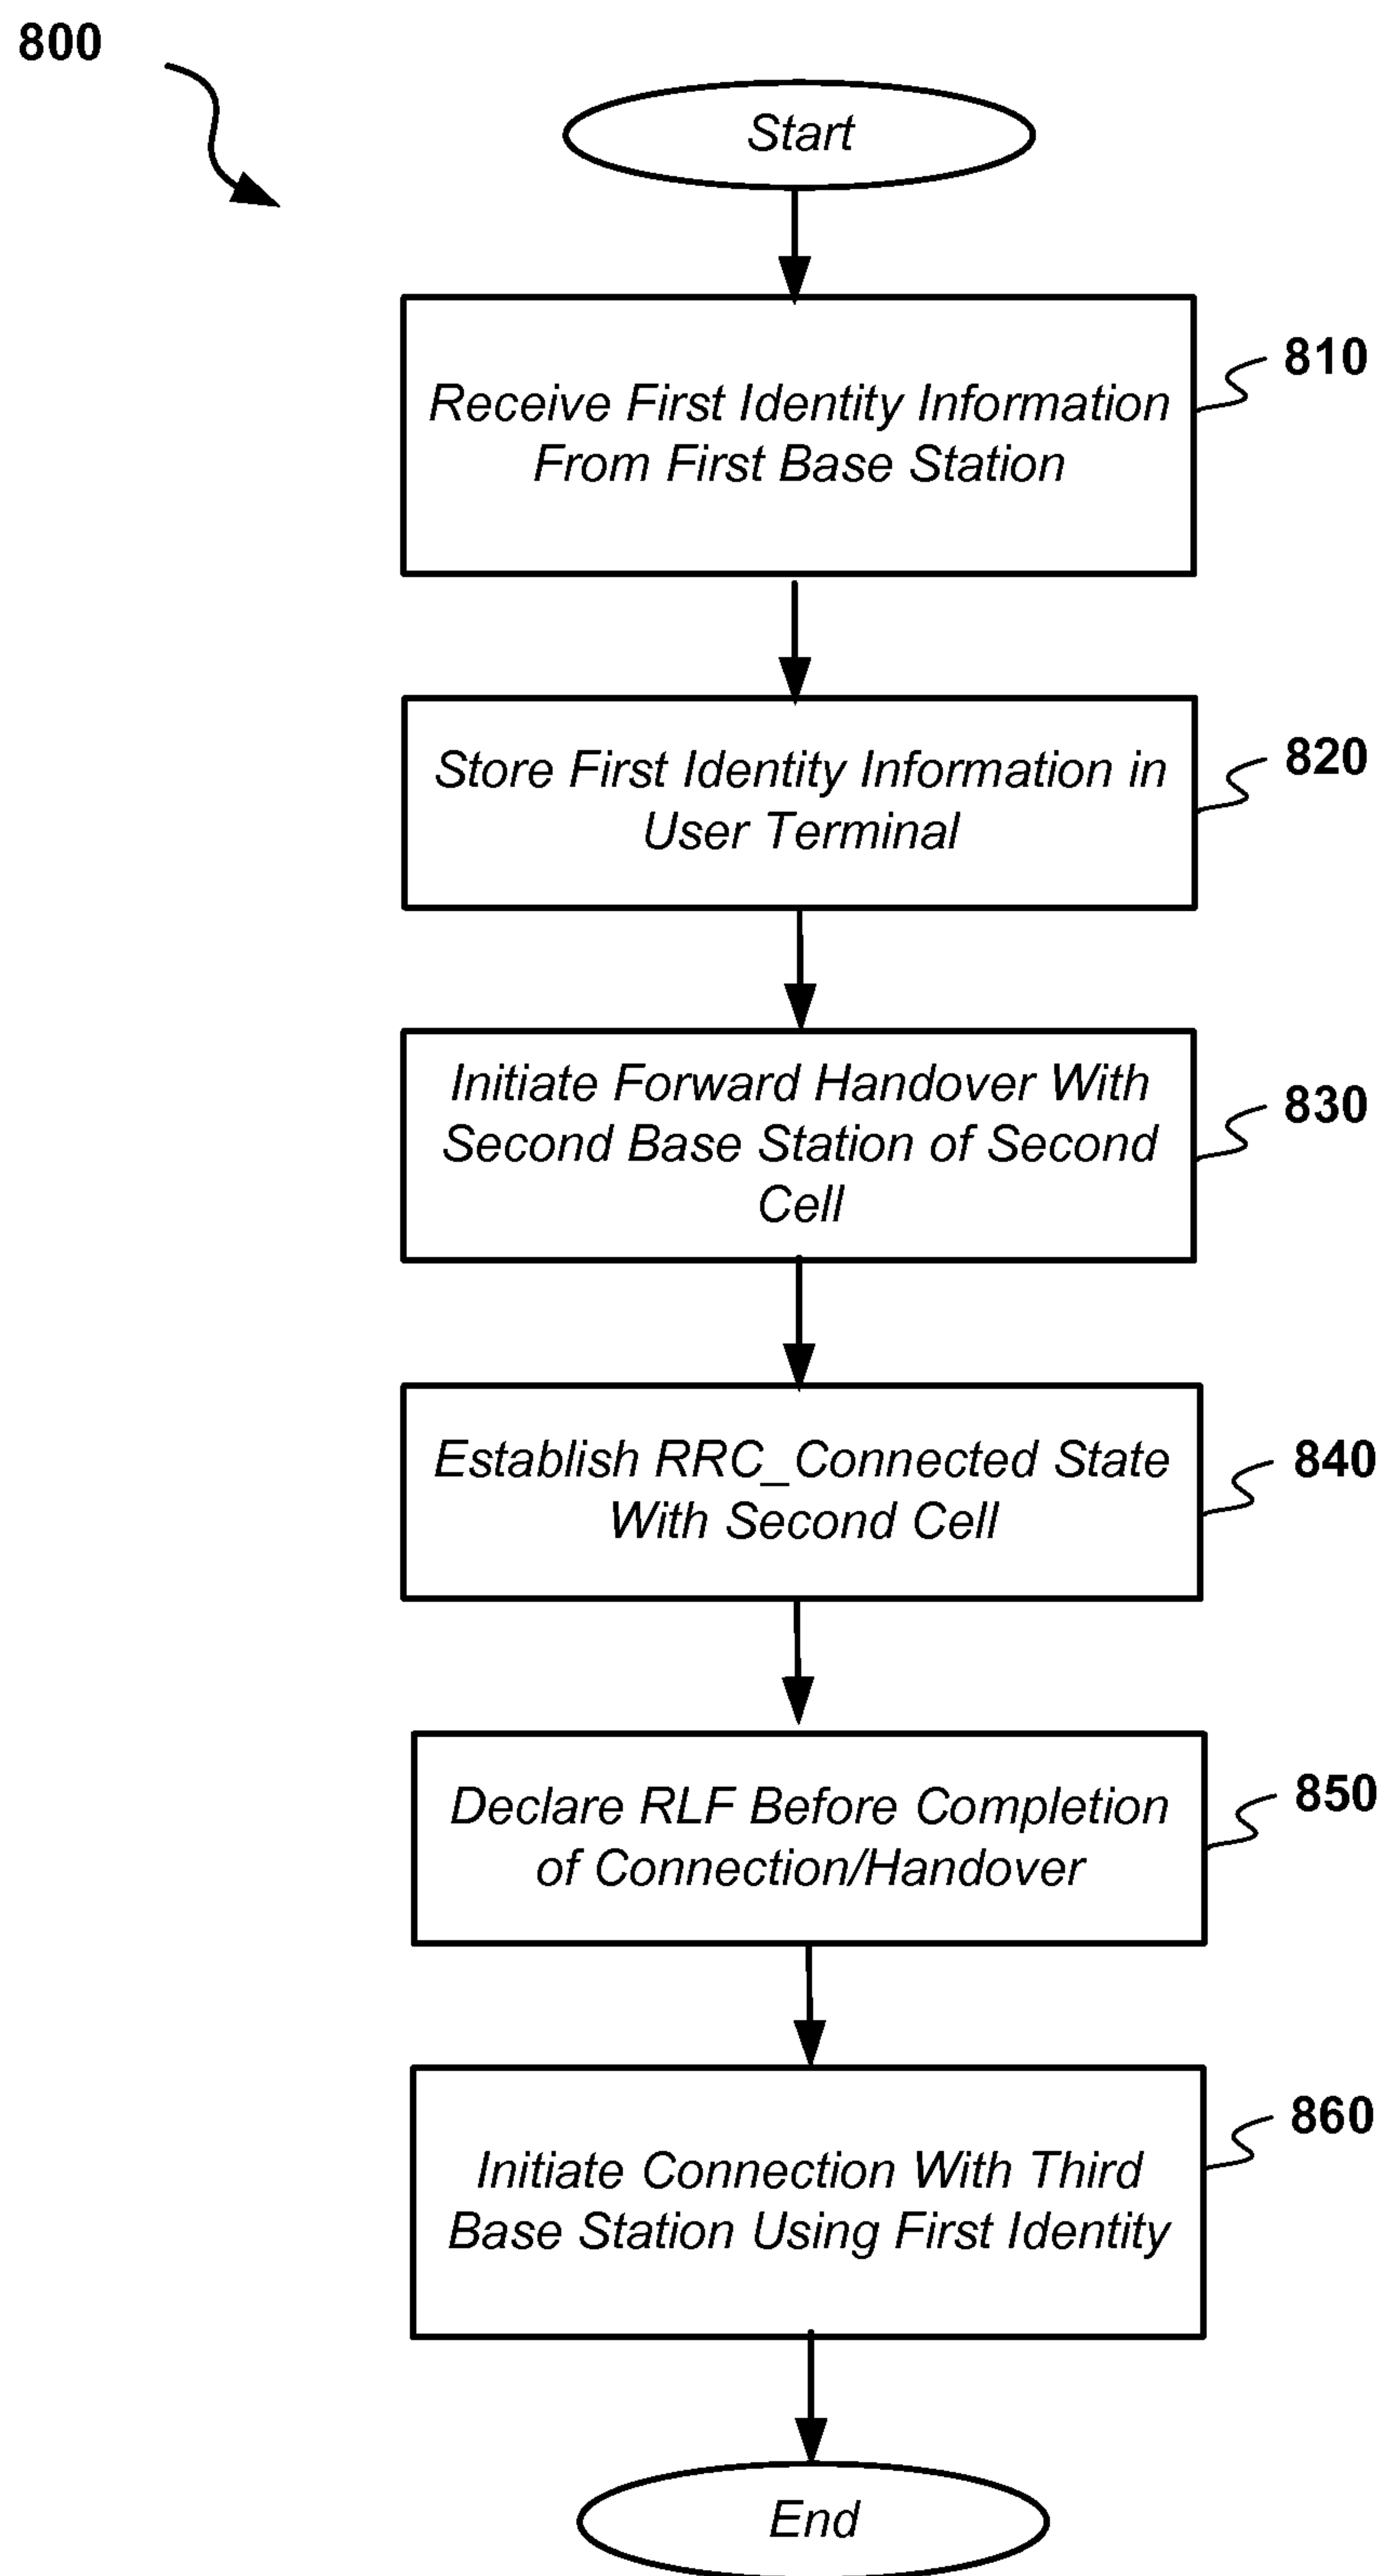 800
Start
Receive First Identity Information
From First Base Station
810
Store First Identity Information in
User Terminal
820
Initiate Forward Handover With
Second Base Station of Second
Cell
830
Establish RRC_Connected State
With Second Cell
840
Declare RLF Before Completion
of Connection/Handover
850
Initiate Connection With Third
Base Station Using First Identity
860
End